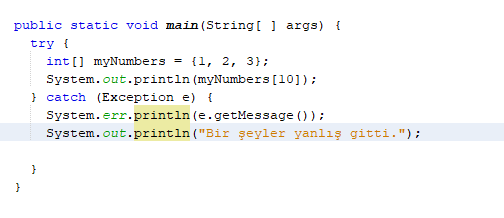 public static void main(String[ ] args) {
try {
int[] myNumbers = {1, 2, 3};
System.out.println(myNumbers[10]);
} catch (Exception e) {
System.err.println(e.getMessage());
System.out.println("Bir şeyler yanlış gitti.");
}
}